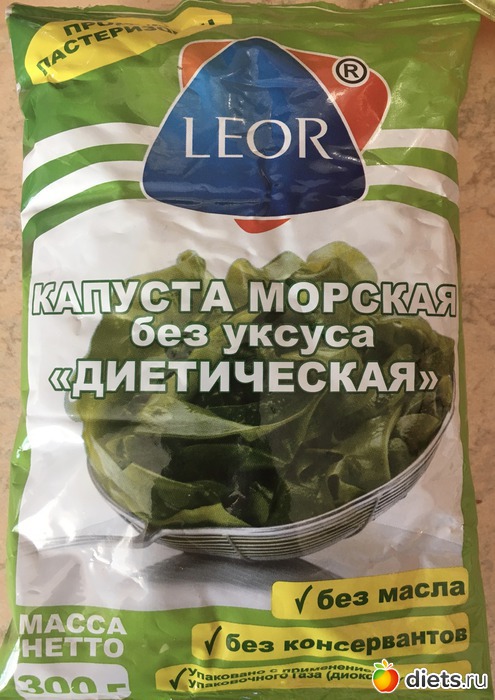 ПАСТЕРИЗОВАН
®
LEOR
КАПУСТА МОРСКАЯ
без уксуса
«ДИЕТИЧЕСКАЯ»
✓ без масла
МАССА
НЕТТО
✓ без консервантов
300 г
✓ Упаковано с применением
Упаковочного газа
diets.ru